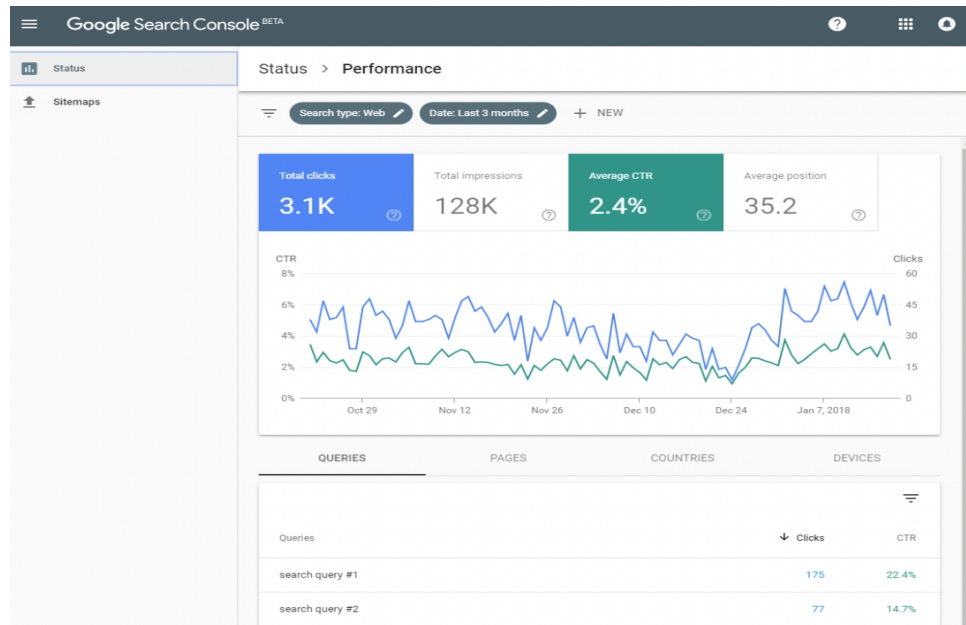 Google Search Console BETA
Status
Sitemaps
Status > Performance
Search type: Web
Date: Last 3 months
+ NEW
Total clicks
3.1K
Total impressions
128K
Average CTR
2.4%
Average position
35.2
CTR
Clicks
8%
60
6%
45
4%
30
2%
15
0%
0
Oct 29 Nov 12 Nov 26 Dec 10 Dec 24 Jan 7, 2018
QUERIES PAGES COUNTRIES DEVICES
Queries Clicks CTR
search query #1 175 22.4%
search query #2 77 14.7%